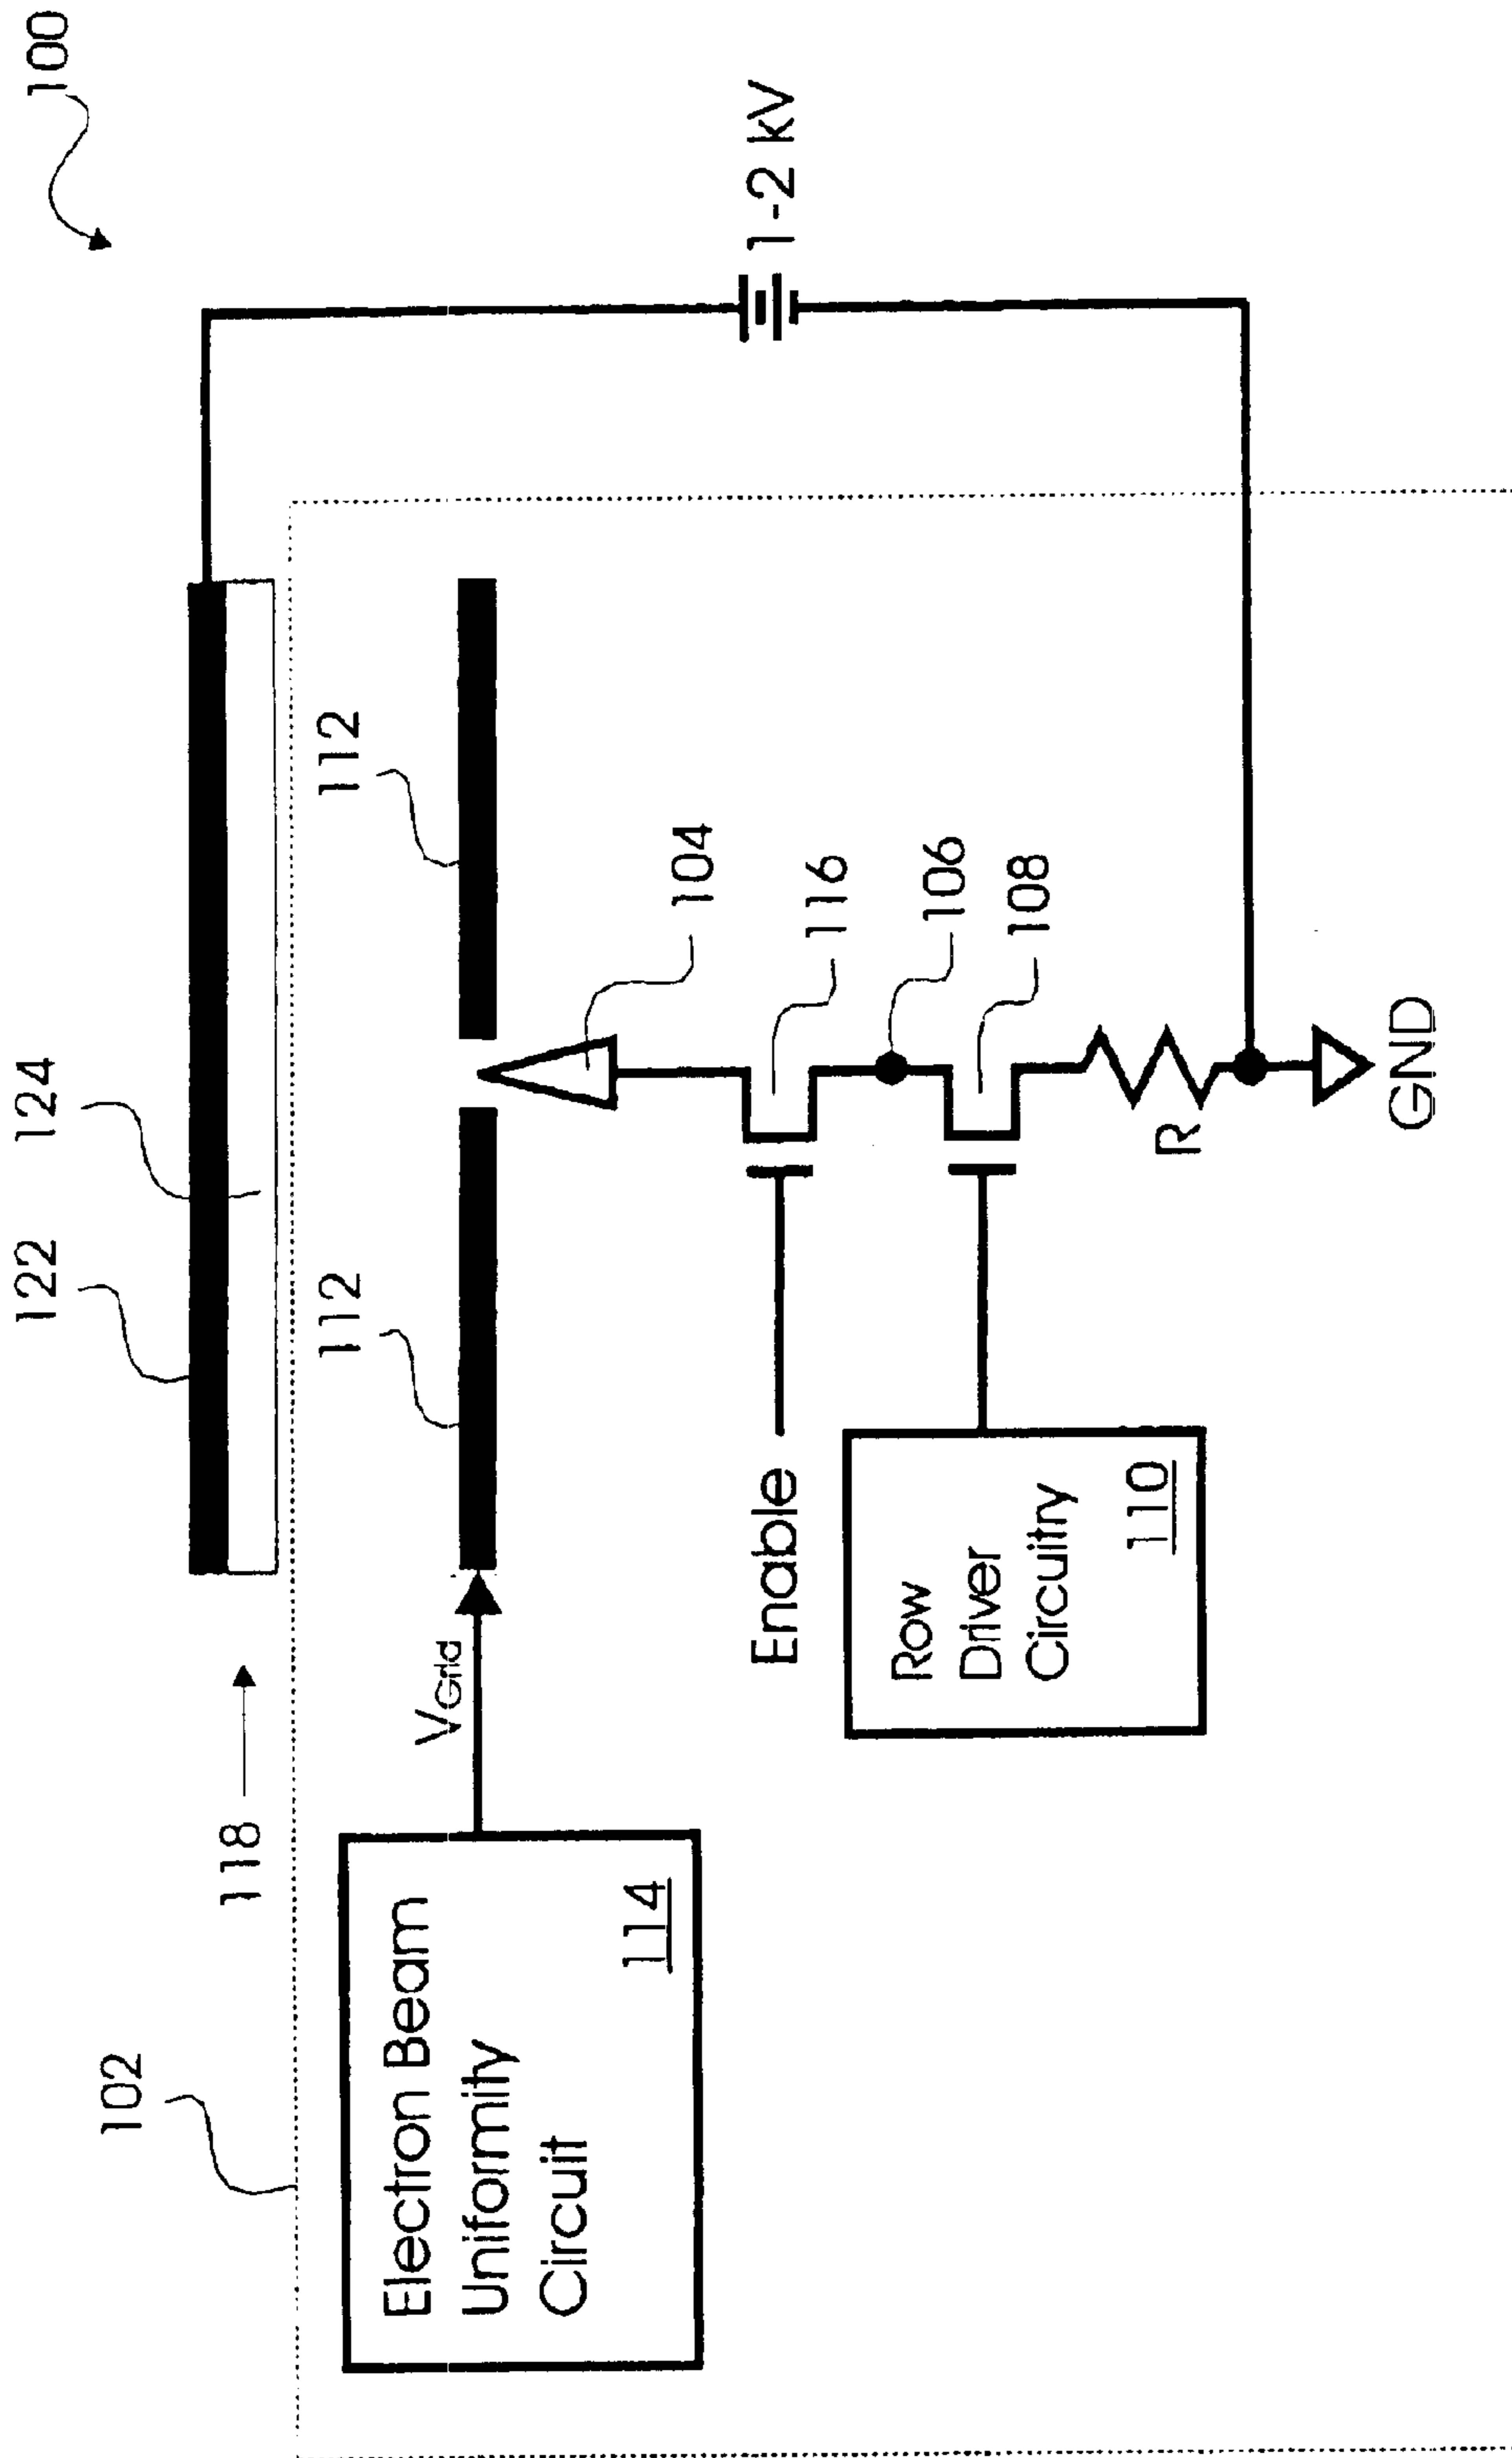 100
122
124
118
112
112
1-2 kV
102
Electron Beam
Uniformity
Circuit
114
VGrid
104
Enable
116
106
108
Row
Driver
Circuitry
110
R
GND